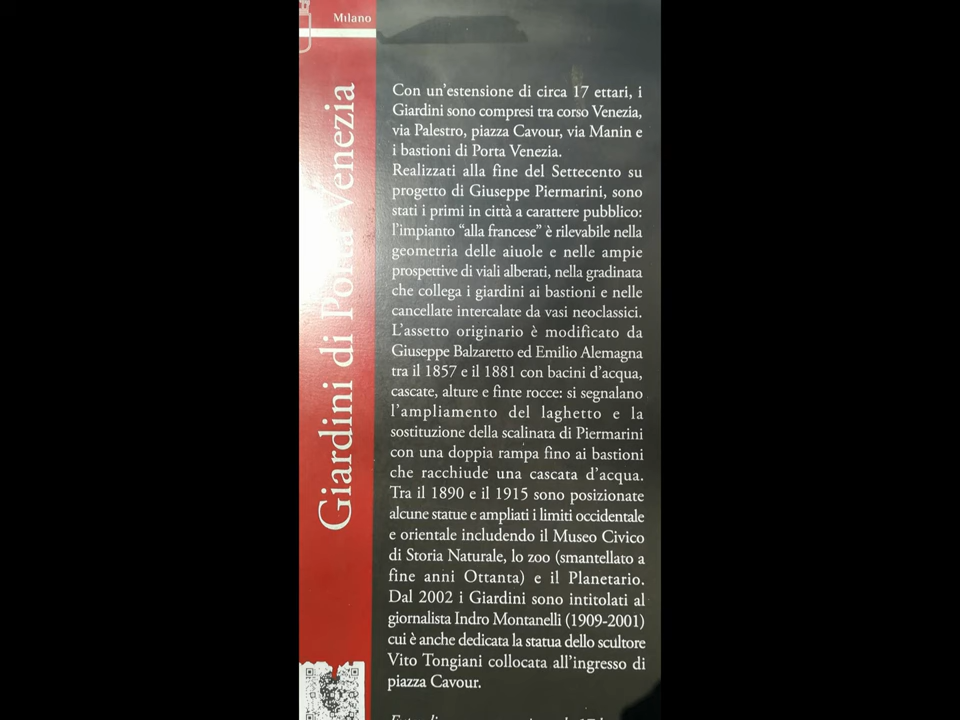 Milano
Giardini di Porta Venezia
Con un'estensione di circa 17 ettari, i
Giardini sono compresi tra corso Venezia,
via Palestro, piazza Cavour, via Manin e
i bastioni di Porta Venezia.
Realizzati alla fine del Settecento su
progetto di Giuseppe Piermarini, sono
stati i primi in città a carattere pubblico:
l'impianto “alla francese” è rilevabile nella
geometria delle aiuole e nelle ampie
prospettive di viali alberati, nella gradinata
che collega i giardini ai bastioni e nelle
cancellate intercalate da vasi neoclassici.
L'assetto originario è modificato da
Giuseppe Balzaretto ed Emilio Alemagna
tra il 1857 e il 1881 con bacini d'acqua,
cascate, alture e finte rocce: si segnalano
l'ampliamento del laghetto e la
sostituzione della scalinata di Piermarini
con una doppia rampa fino ai bastioni
che racchiude una cascata d'acqua.
Tra il 1890 e il 1915 sono posizionate
alcune statue e ampliati i limiti occidentale
e orientale includendo il Museo Civico
di Storia Naturale, lo zoo (smantellato a
fine anni Ottanta) e il Planetario.
Dal 2002 i Giardini sono intitolati al
giornalista Indro Montanelli (1909-2001)
cui è anche dedicata la statua dello scultore
Vito Tongiani collocata all'ingresso di
piazza Cavour.